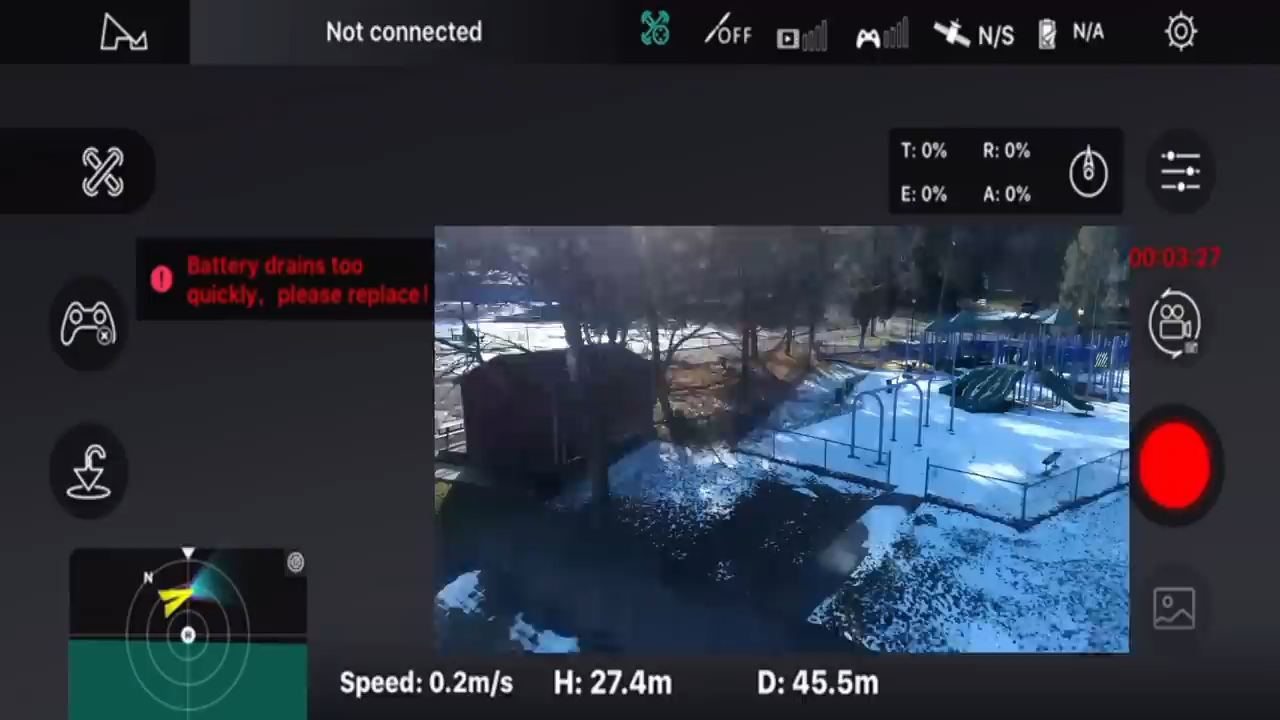 Not connected
OFF
N/S
N/A
T: 0% R: 0%
E: 0% A: 0%
Battery drains too
quickly, please replace!
00:03:27
N
H
Speed: 0.2m/s H: 27.4m D: 45.5m